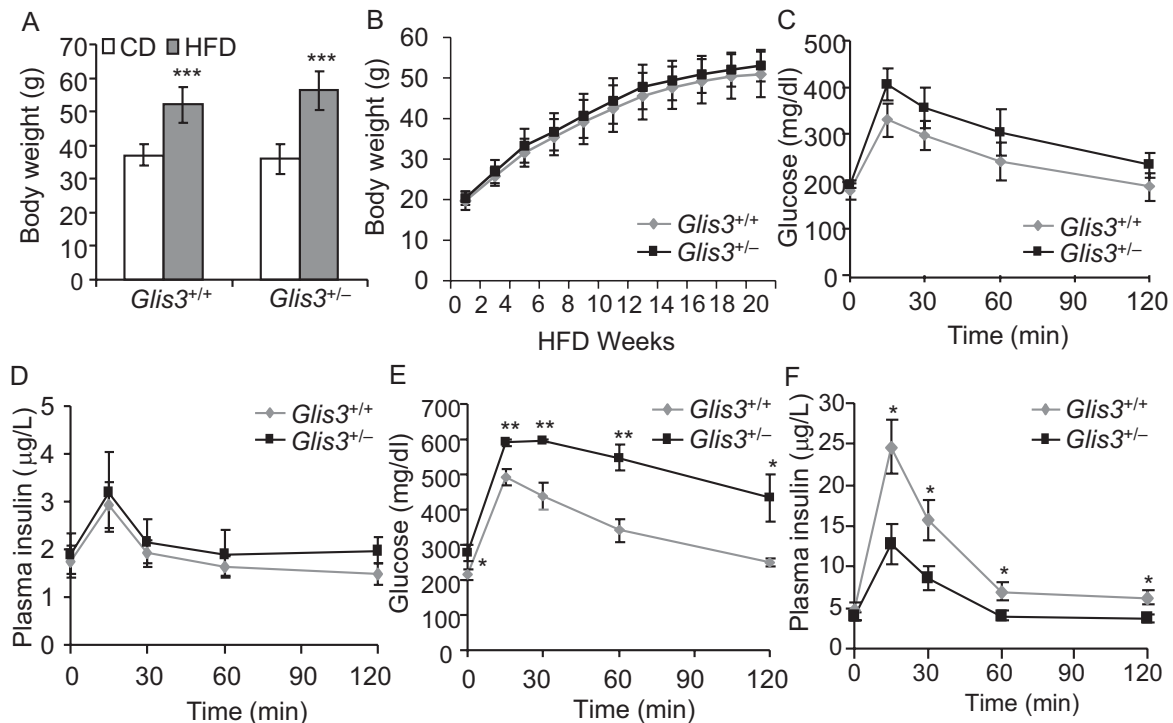 A
CD HFD
Body weight (g)
70
60
50
40
30
20
10
0
***
***
Glis3+/+
Glis3+/–
B
Body weight (g)
60
50
40
30
20
10
0
Glis3+/+
Glis3+/–
0 2 4 6 8 10 12 14 16 18 20
HFD Weeks
C
Glucose (mg/dl)
500
400
300
200
100
0
Glis3+/+
Glis3+/–
0 30 60 90 120
Time (min)
D
Plasma insulin (μg/L)
5
4
3
2
1
0
Glis3+/+
Glis3+/–
0 30 60 90 120
Time (min)
E
Glucose (mg/dl)
700
600
500
400
300
200
100
0
* ** ** ** *
Glis3+/+
Glis3+/–
0 30 60 90 120
Time (min)
F
Plasma insulin (μg/L)
30
25
20
15
10
5
0
* * * *
Glis3+/+
Glis3+/–
0 30 60 90 120
Time (min)